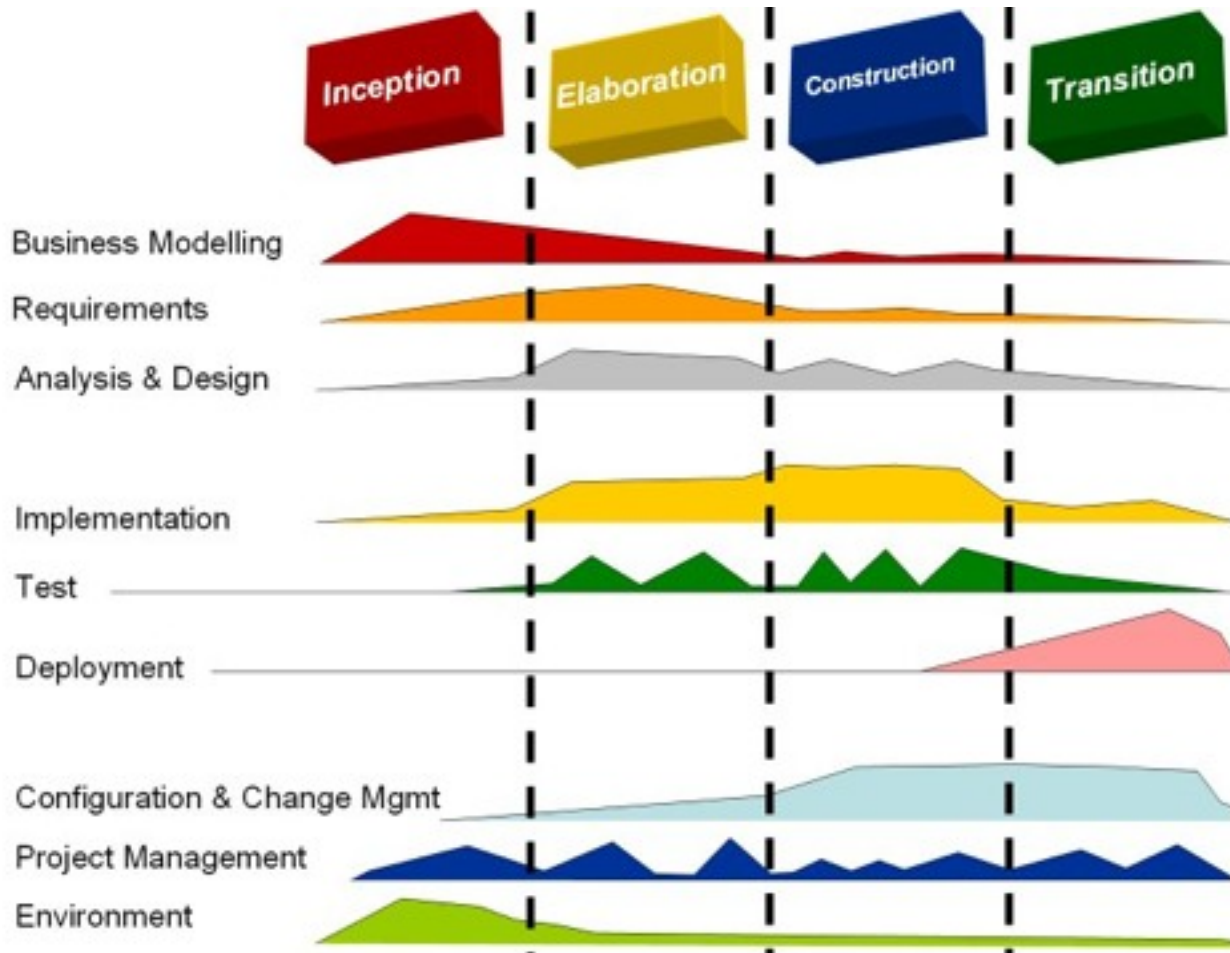 Inception
Elaboration
Construction
Transition
Business Modelling
Requirements
Analysis & Design
Implementation
Test
Deployment
Configuration & Change Mgmt
Project Management
Environment